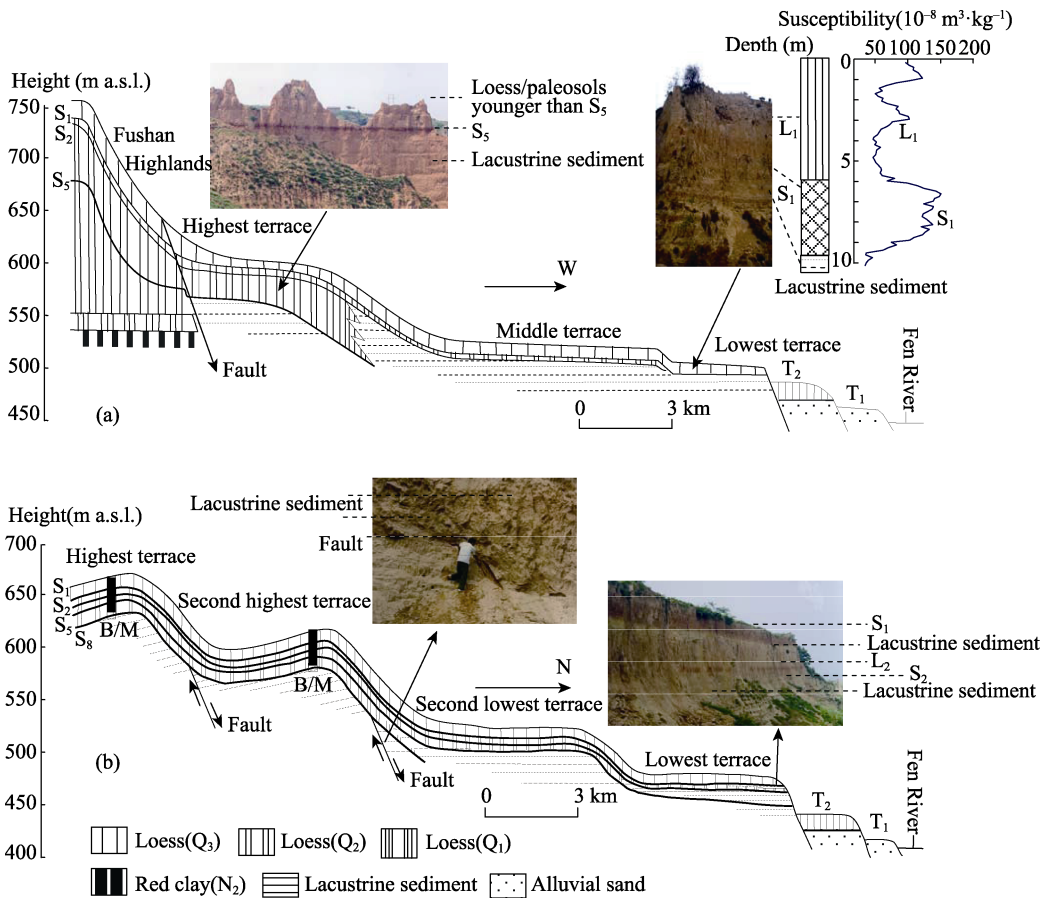 Susceptibility(10⁻⁸ m³·kg⁻¹)
Depth (m)
50 100 150 200
0
5
10
L₁
S₁
L₁
S₁
Lacustrine sediment
Height (m a.s.l.)
750
700
650
600
550
500
450
S₁
S₂
S₅
Fushan
Highlands
Loess/paleosols
younger than S₅
S₅
Lacustrine sediment
Highest terrace
W
Middle terrace
Lowest terrace
Fault
T₂
T₁
Fen River
0 3 km
(a)
Height(m a.s.l.)
700
650
600
550
500
450
400
Lacustrine sediment
Fault
Highest terrace
S₁
S₂
S₅
S₈
B/M
Second highest terrace
B/M
N
S₁
Lacustrine sediment
L₂
S₂
Lacustrine sediment
Fault
Second lowest terrace
Fault
Lowest terrace
T₂
T₁
Fen River
0 3 km
(b)
Loess(Q₃)
Loess(Q₂)
Loess(Q₁)
Red clay(N₂)
Lacustrine sediment
Alluvial sand